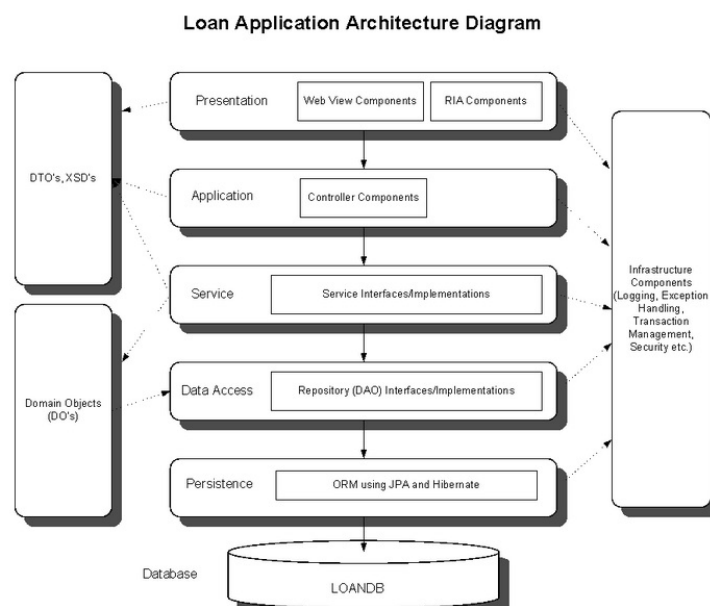 Loan Application Architecture Diagram
Presentation
Web View Components
RIA Components
DTO's, XSD's
Application
Controller Components
Service
Service Interfaces/Implementations
Infrastructure
Components
(Logging, Exception
Handling,
Transaction
Management,
Security etc.)
Domain Objects
(DO's)
Data Access
Repository (DAO) Interfaces/Implementations
Persistence
ORM using JPA and Hibernate
Database
LOANDB